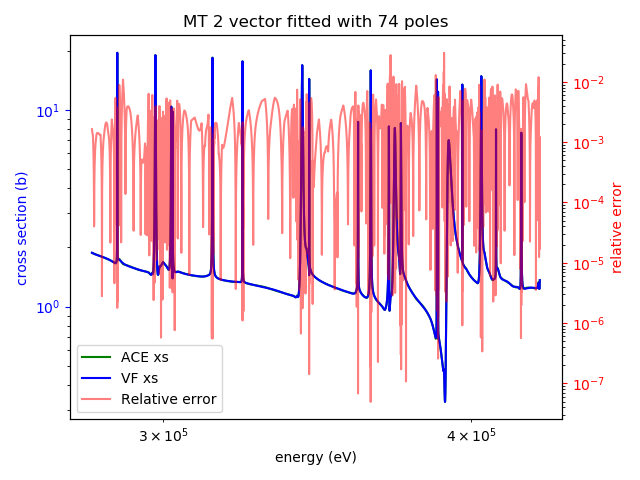 MT 2 vector fitted with 74 poles
10¹
10⁰
cross section (b)
10⁻²
10⁻³
10⁻⁴
10⁻⁵
10⁻⁶
10⁻⁷
relative error
ACE xs
VF xs
Relative error
3 × 10⁵
4 × 10⁵
energy (eV)